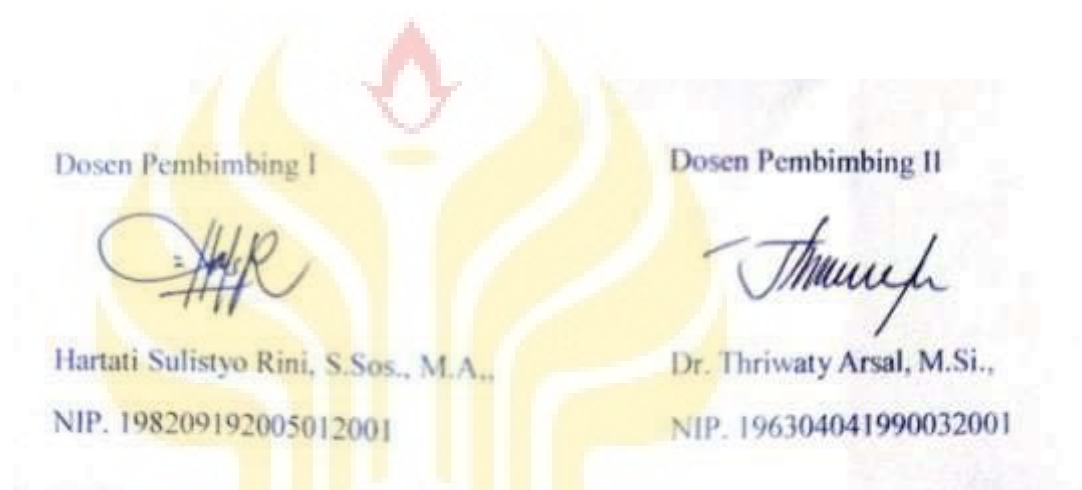 Dosen Pembimbing I
Dosen Pembimbing II
Hartati Sulistyo Rini, S.Sos., M.A.,
Dr. Thriwaty Arsal, M.Si.,
NIP. 198209192005012001
NIP. 196304041990032001